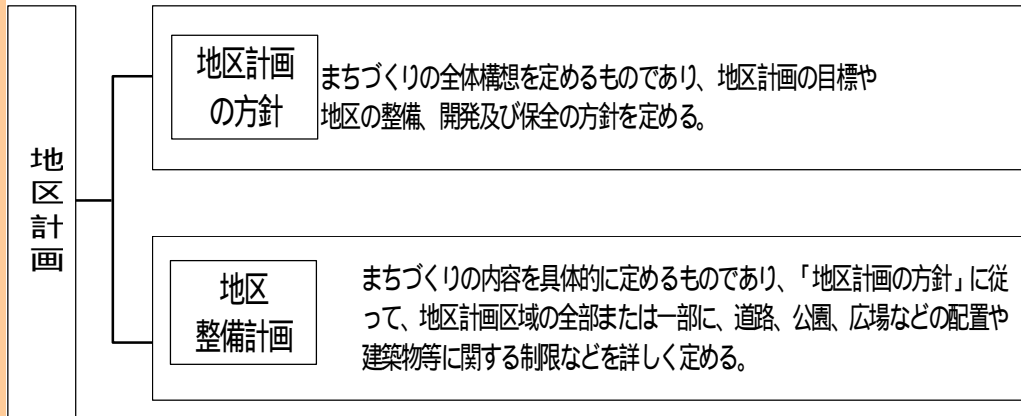 地区計画
地区計画
の方針
まちづくりの全体構想を定めるものであり、地区計画の目標や
地区の整備、開発及び保全の方針を定める。
地区
整備計画
まちづくりの内容を具体的に定めるものであり、「地区計画の方針」に従
って、地区計画区域の全部または一部に、道路、公園、広場などの配置や
建築物等に関する制限などを詳しく定める。